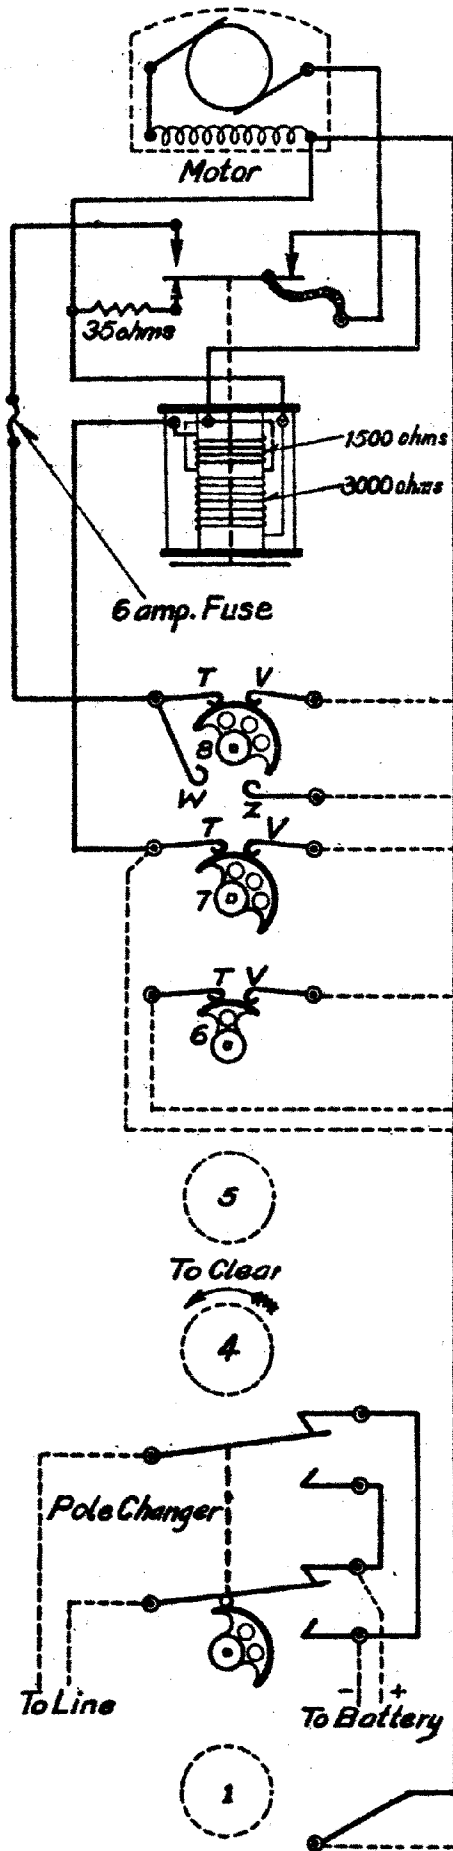 Motor
35 ohms
1500 ohms
3000 ohms
6 amp. Fuse
T V
8
W Z
T V
7
T V
6
5
To Clear
4
Pole Changer
- +
To Line
To Battery
1